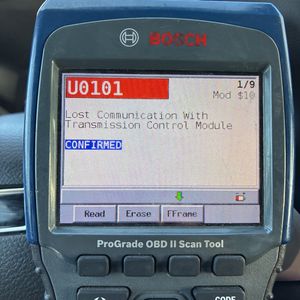 BOSCH
U0101
1/9
Mod $10
Lost Communication With
Transmission Control Module
CONFIRMED
Read Erase FFrame
ProGrade OBD II Scan Tool
CODE